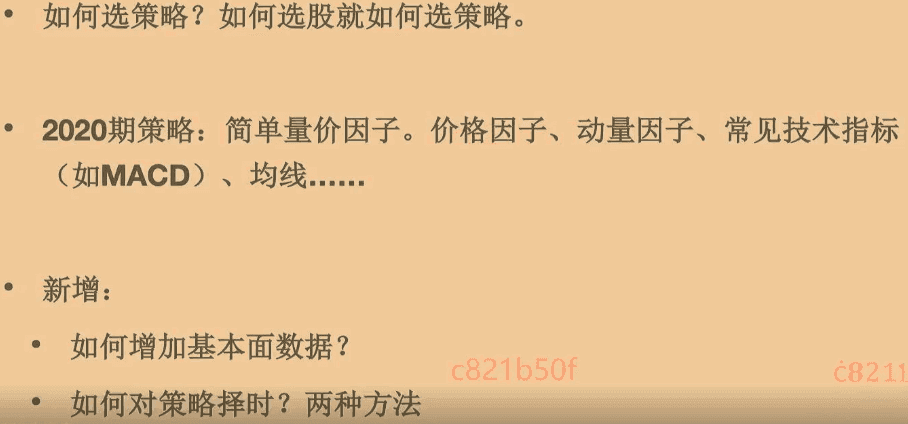 • 如何选策略？如何选股就如何选策略。
• 2020期策略：简单量价因子。价格因子、动量因子、常见技术指标
（如MACD）、均线......
• 新增：
• 如何增加基本面数据？
c821b50f
c8211
• 如何对策略择时？两种方法